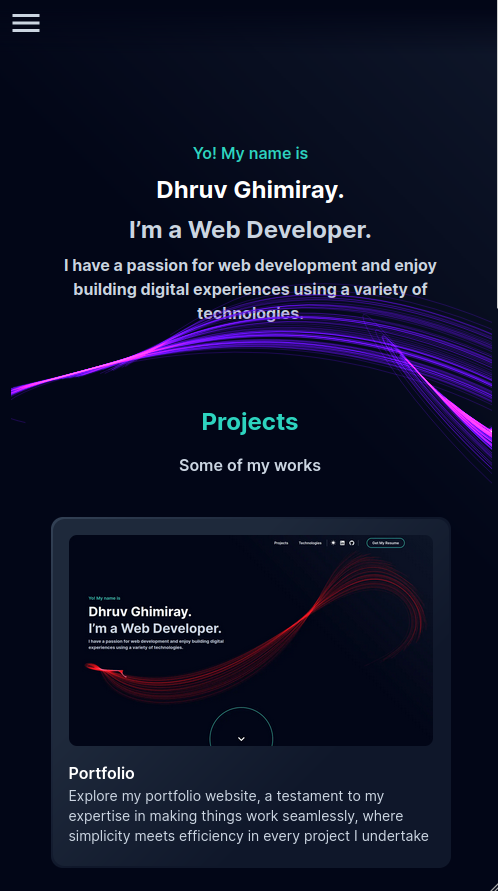 Yo! My name is
Dhruv Ghimiray.
I’m a Web Developer.
I have a passion for web development and enjoy
building digital experiences using a variety of
technologies.
Projects
Some of my works
Projects Technologies Get My Resume
Yo! My name is
Dhruv Ghimiray.
I’m a Web Developer.
I have a passion for web development and enjoy building digital
experiences using a variety of technologies.
Portfolio
Explore my portfolio website, a testament to my
expertise in making things work seamlessly, where
simplicity meets efficiency in every project I undertake